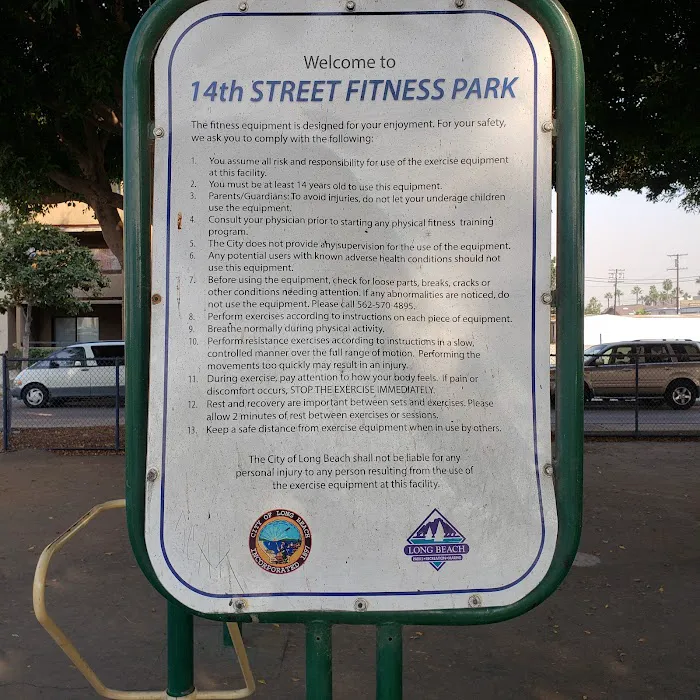 Welcome to
14th STREET FITNESS PARK
The fitness equipment is designed for your enjoyment. For your safety,
we ask you to comply with the following:
1. You assume all risk and responsibility for use of the exercise equipment
at this facility.
2. You must be at least 14 years old to use this equipment.
3. Parents/Guardians: To avoid injuries, do not let your underage children
use the equipment.
4. Consult your physician prior to starting any physical fitness training
program.
5. The City does not provide any supervision for the use of the equipment.
6. Any potential users with known adverse health conditions should not
use this equipment.
7. Before using the equipment, check for loose parts, breaks, cracks or
other conditions needing attention. If any abnormalities are noticed, do
not use the equipment. Please call 562-570-4895.
8. Perform exercises according to instructions on each piece of equipment.
9. Breathe normally during physical activity.
10. Perform resistance exercises according to instructions in a slow,
controlled manner over the full range of motion. Performing the
movements too quickly may result in an injury.
11. During exercise, pay attention to how your body feels. If pain or
discomfort occurs, STOP THE EXERCISE IMMEDIATELY.
12. Rest and recovery are important between sets and exercises. Please
allow 2 minutes of rest between exercises or sessions.
13. Keep a safe distance from exercise equipment when in use by others.
The City of Long Beach shall not be liable for any
personal injury to any person resulting from the use of
the exercise equipment at this facility.
CITY OF LONG BEACH
INCORPORATED 1897
LONG BEACH
PARKS•RECREATION•MARINE